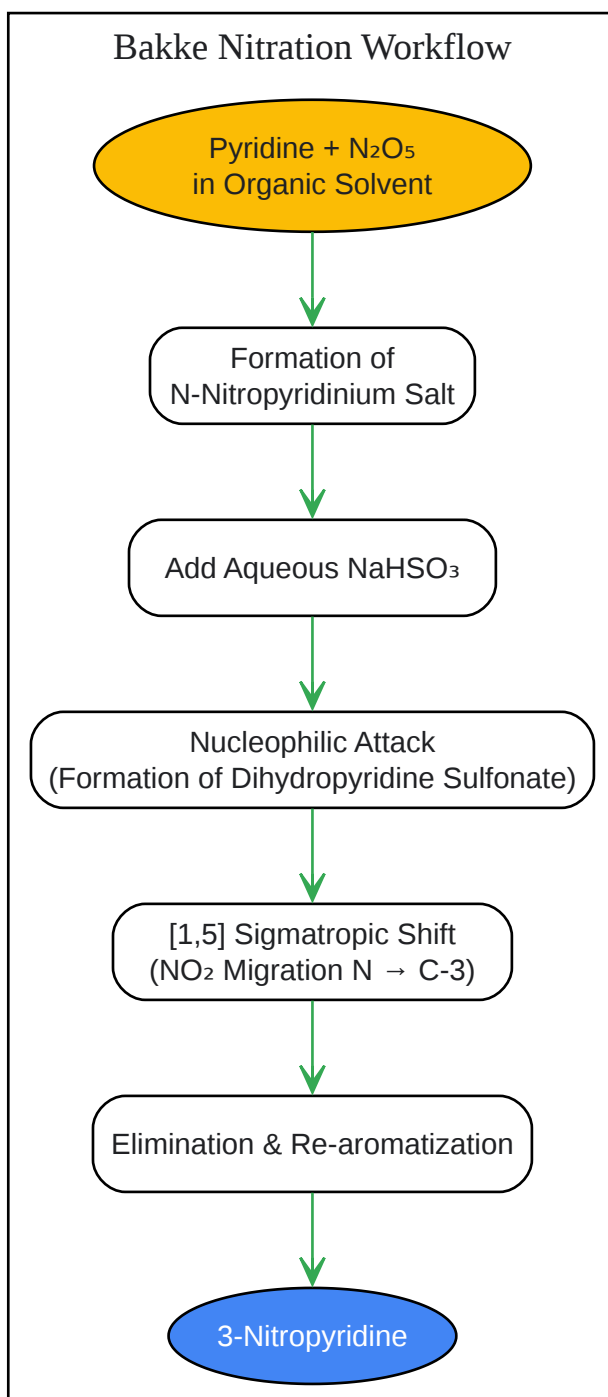 Bakke Nitration Workflow
Pyridine + N₂O₅
in Organic Solvent
Formation of
N-Nitropyridinium Salt
Add Aqueous NaHSO₃
Nucleophilic Attack
(Formation of Dihydropyridine Sulfonate)
[1,5] Sigmatropic Shift
(NO₂ Migration N → C-3)
Elimination & Re-aromatization
3-Nitropyridine